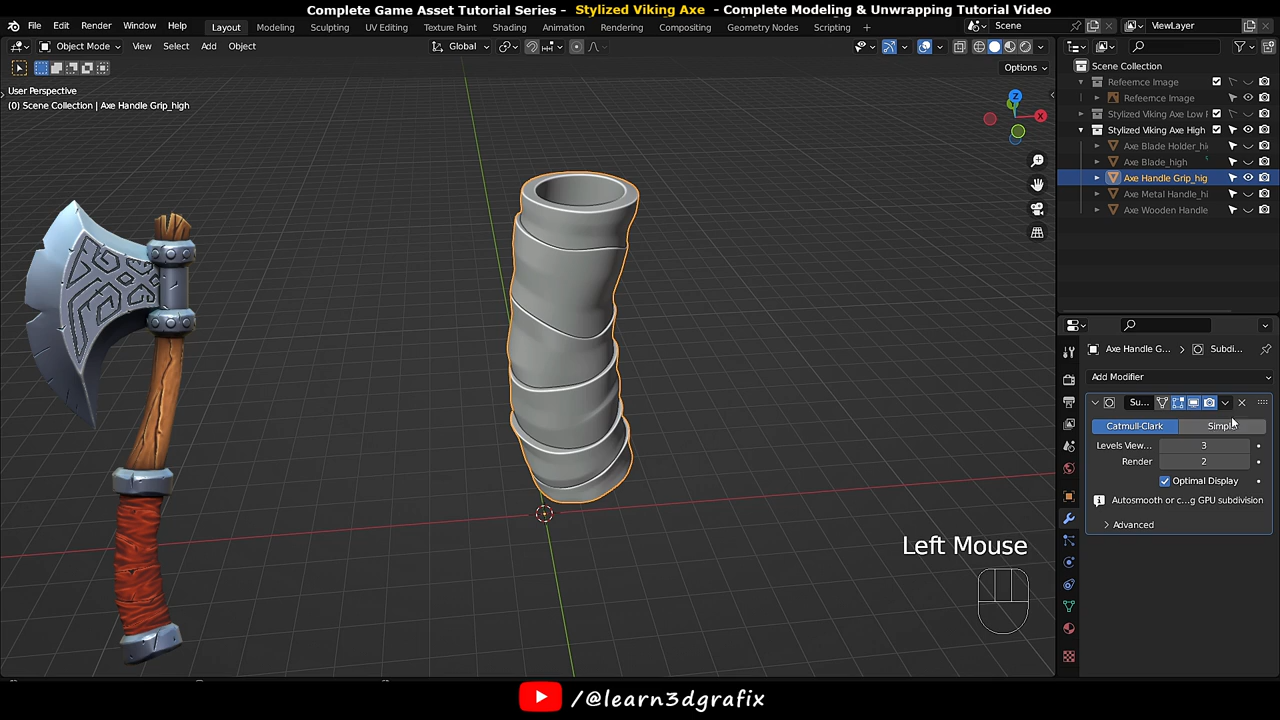 Complete Game Asset Tutorial Series - Stylized Viking Axe - Complete Modeling & Unwrapping Tutorial Video
File Edit Render Window Help Layout Modeling Sculpting UV Editing Texture Paint Shading Animation Rendering Compositing Geometry Nodes Scripting Scene ViewLayer
Object Mode View Select Add Object Global
Options
User Perspective
(0) Scene Collection | Axe Handle Grip_high
Z
X
Scene Collection
Refeernce Image
Refeernce Image
Stylized Viking Axe Low
Stylized Viking Axe High
Axe Blade Holder_hi
Axe Blade_high
Axe Handle Grip_hig
Axe Metal Handle_hi
Axe Wooden Handle
Axe Handle G... Subdi...
Add Modifier
Su...
Catmull-Clark Simple
Levels View... 3
Render 2
Optimal Display
Autosmooth or c...g GPU subdivision
Advanced
Left Mouse
/@learn3dgrafix